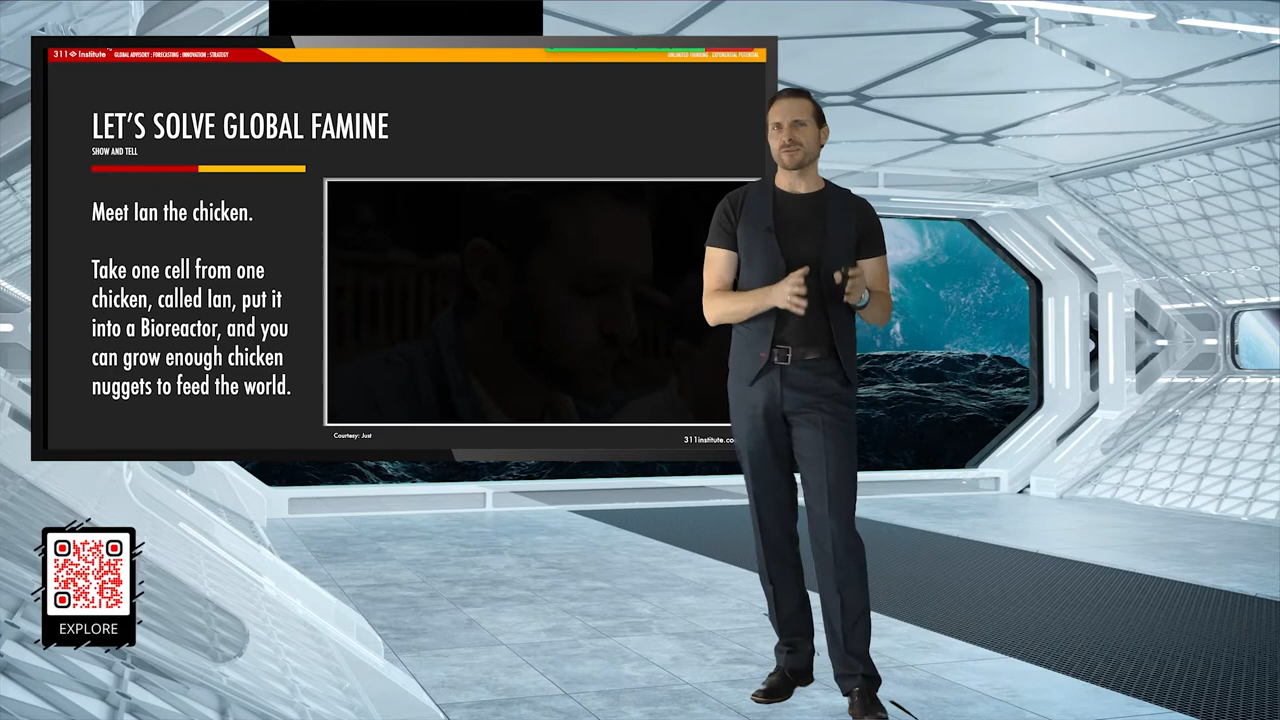 311 Institute
GLOBAL ADVISORY : FORECASTING : INNOVATION : STRATEGY
UNLIMITED THINKING . EXPONENTIAL POTENTIAL
LET'S SOLVE GLOBAL FAMINE
SHOW AND TELL
Meet Ian the chicken.
Take one cell from one
chicken, called Ian, put it
into a Bioreactor, and you
can grow enough chicken
nuggets to feed the world.
Courtesy: Just
311institute.co
EXPLORE